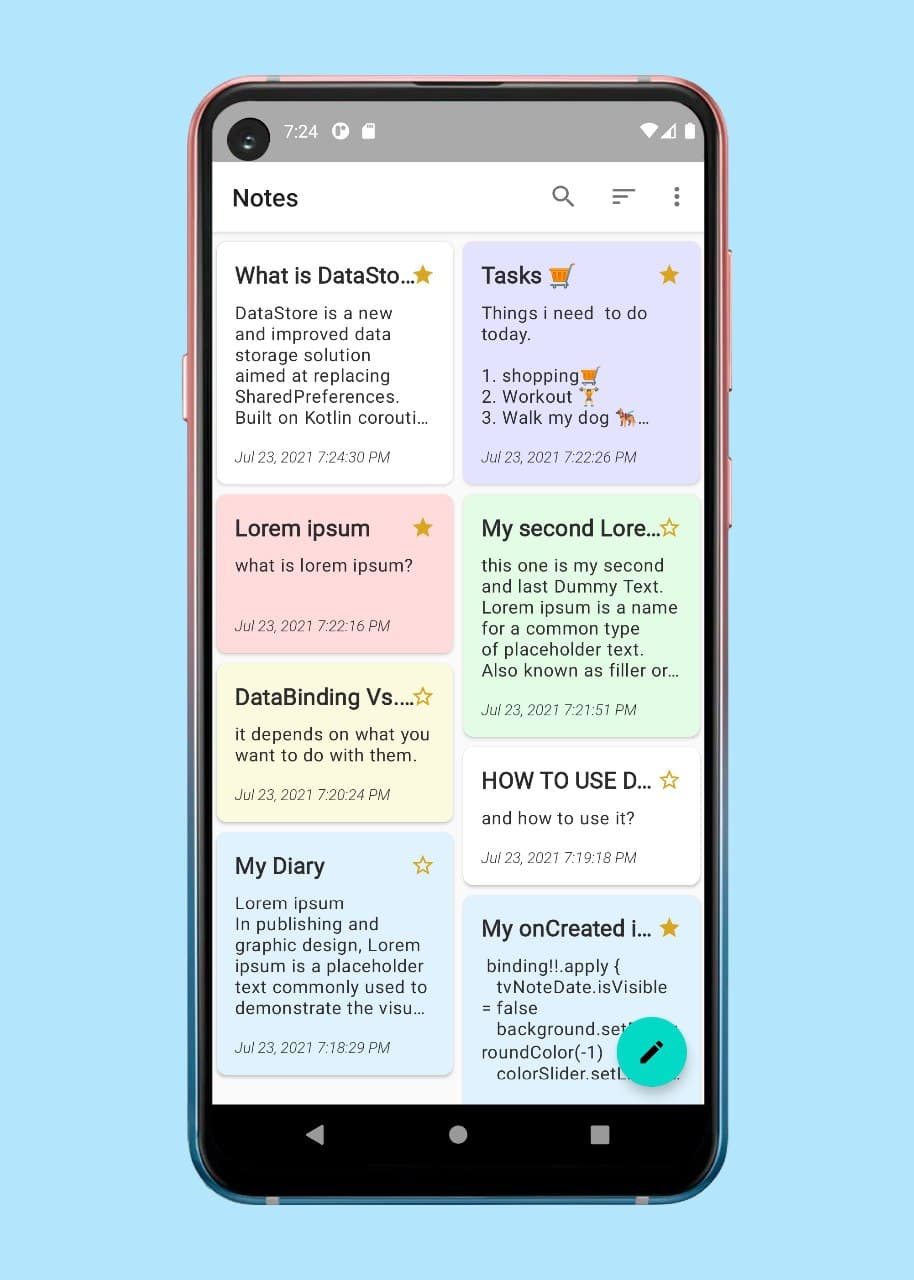 7:24
Notes
What is DataSto...
DataStore is a new
and improved data
storage solution
aimed at replacing
SharedPreferences.
Built on Kotlin corouti...
Jul 23, 2021 7:24:30 PM
Tasks 🛒
Things i need  to do
today.
1. shopping🛒
2. Workout 🏋
3. Walk my dog 🐕‍🦺...
Jul 23, 2021 7:22:26 PM
Lorem ipsum
what is lorem ipsum?
Jul 23, 2021 7:22:16 PM
My second Lore...
this one is my second
and last Dummy Text.
Lorem ipsum is a name
for a common type
of placeholder text.
Also known as filler or...
Jul 23, 2021 7:21:51 PM
DataBinding Vs....
it depends on what you
want to do with them.
Jul 23, 2021 7:20:24 PM
HOW TO USE D...
and how to use it?
Jul 23, 2021 7:19:18 PM
My Diary
Lorem ipsum
In publishing and
graphic design, Lorem
ipsum is a placeholder
text commonly used to
demonstrate the visu...
Jul 23, 2021 7:18:29 PM
My onCreated i...
binding!!.apply {
tvNoteDate.isVisible
= false
roundColor(-1)